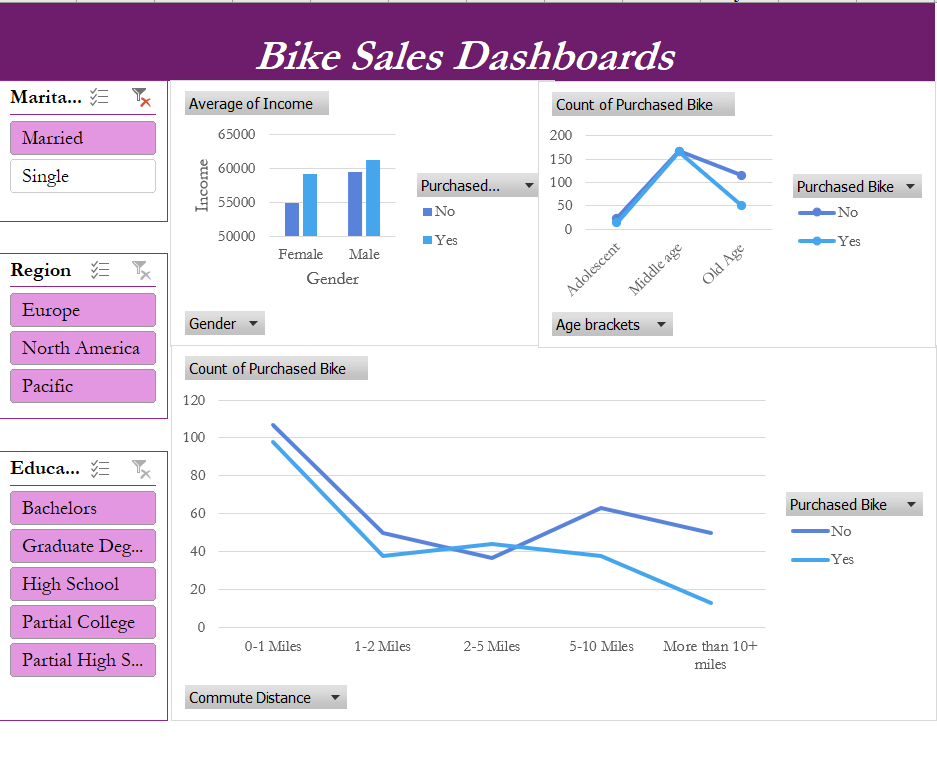 Bike Sales Dashboards
Marita...
Married
Single
Region
Europe
North America
Pacific
Educa...
Bachelors
Graduate Deg...
High School
Partial College
Partial High S...
Average of Income
65000
60000
55000
50000
Income
Female
Male
Gender
Purchased...
No
Yes
Gender
Count of Purchased Bike
200
150
100
50
0
Adolescent
Middle age
Old Age
Purchased Bike
No
Yes
Age brackets
Count of Purchased Bike
120
100
80
60
40
20
0
0-1 Miles
1-2 Miles
2-5 Miles
5-10 Miles
More than 10+
miles
Purchased Bike
No
Yes
Commute Distance